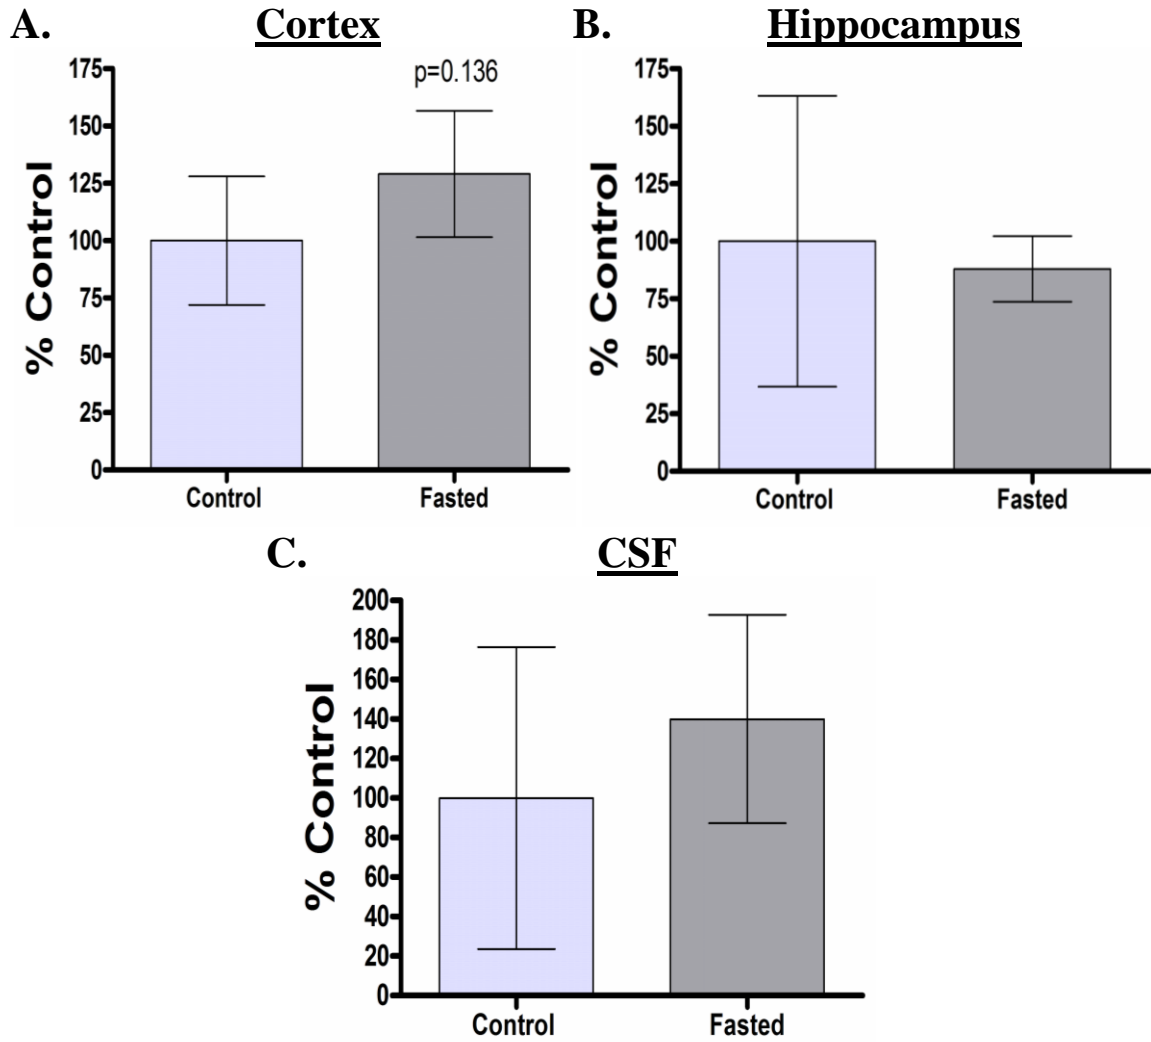 A.
Cortex
% Control
175
150
125
100
75
50
25
0
p=0.136
Control
Fasted
B.
Hippocampus
% Control
175
150
125
100
75
50
25
0
Control
Fasted
C.
CSF
% Control
200
180
160
140
120
100
80
60
40
20
0
Control
Fasted